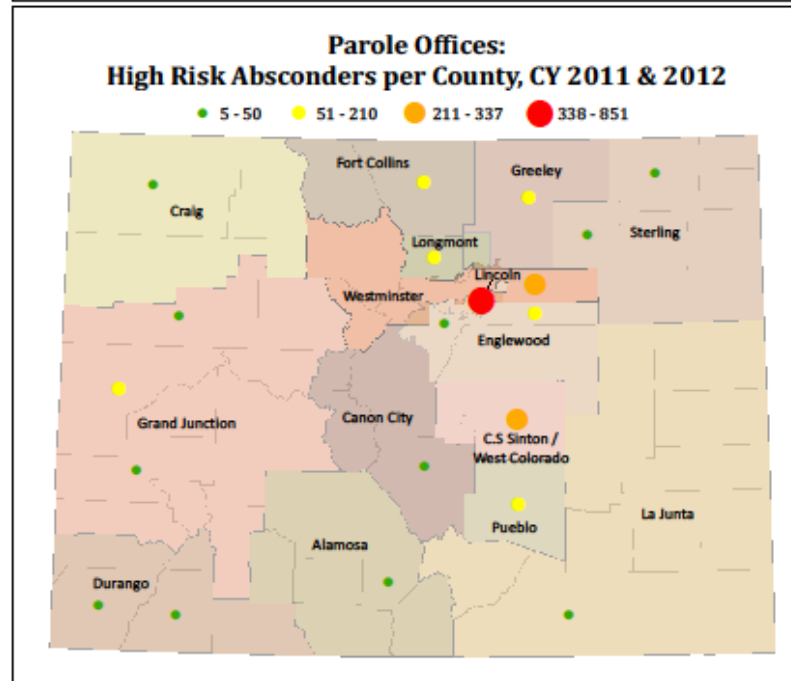 Parole Offices:
High Risk Absconders per County, CY 2011 & 2012
5 - 50 51 - 210 211 - 337 338 - 851
Fort Collins
Greeley
Craig
Longmont
Sterling
Lincoln
Westminster
Englewood
Grand Junction
Canon City
C.S Sinton /
West Colorado
La Junta
Pueblo
Alamosa
Durango